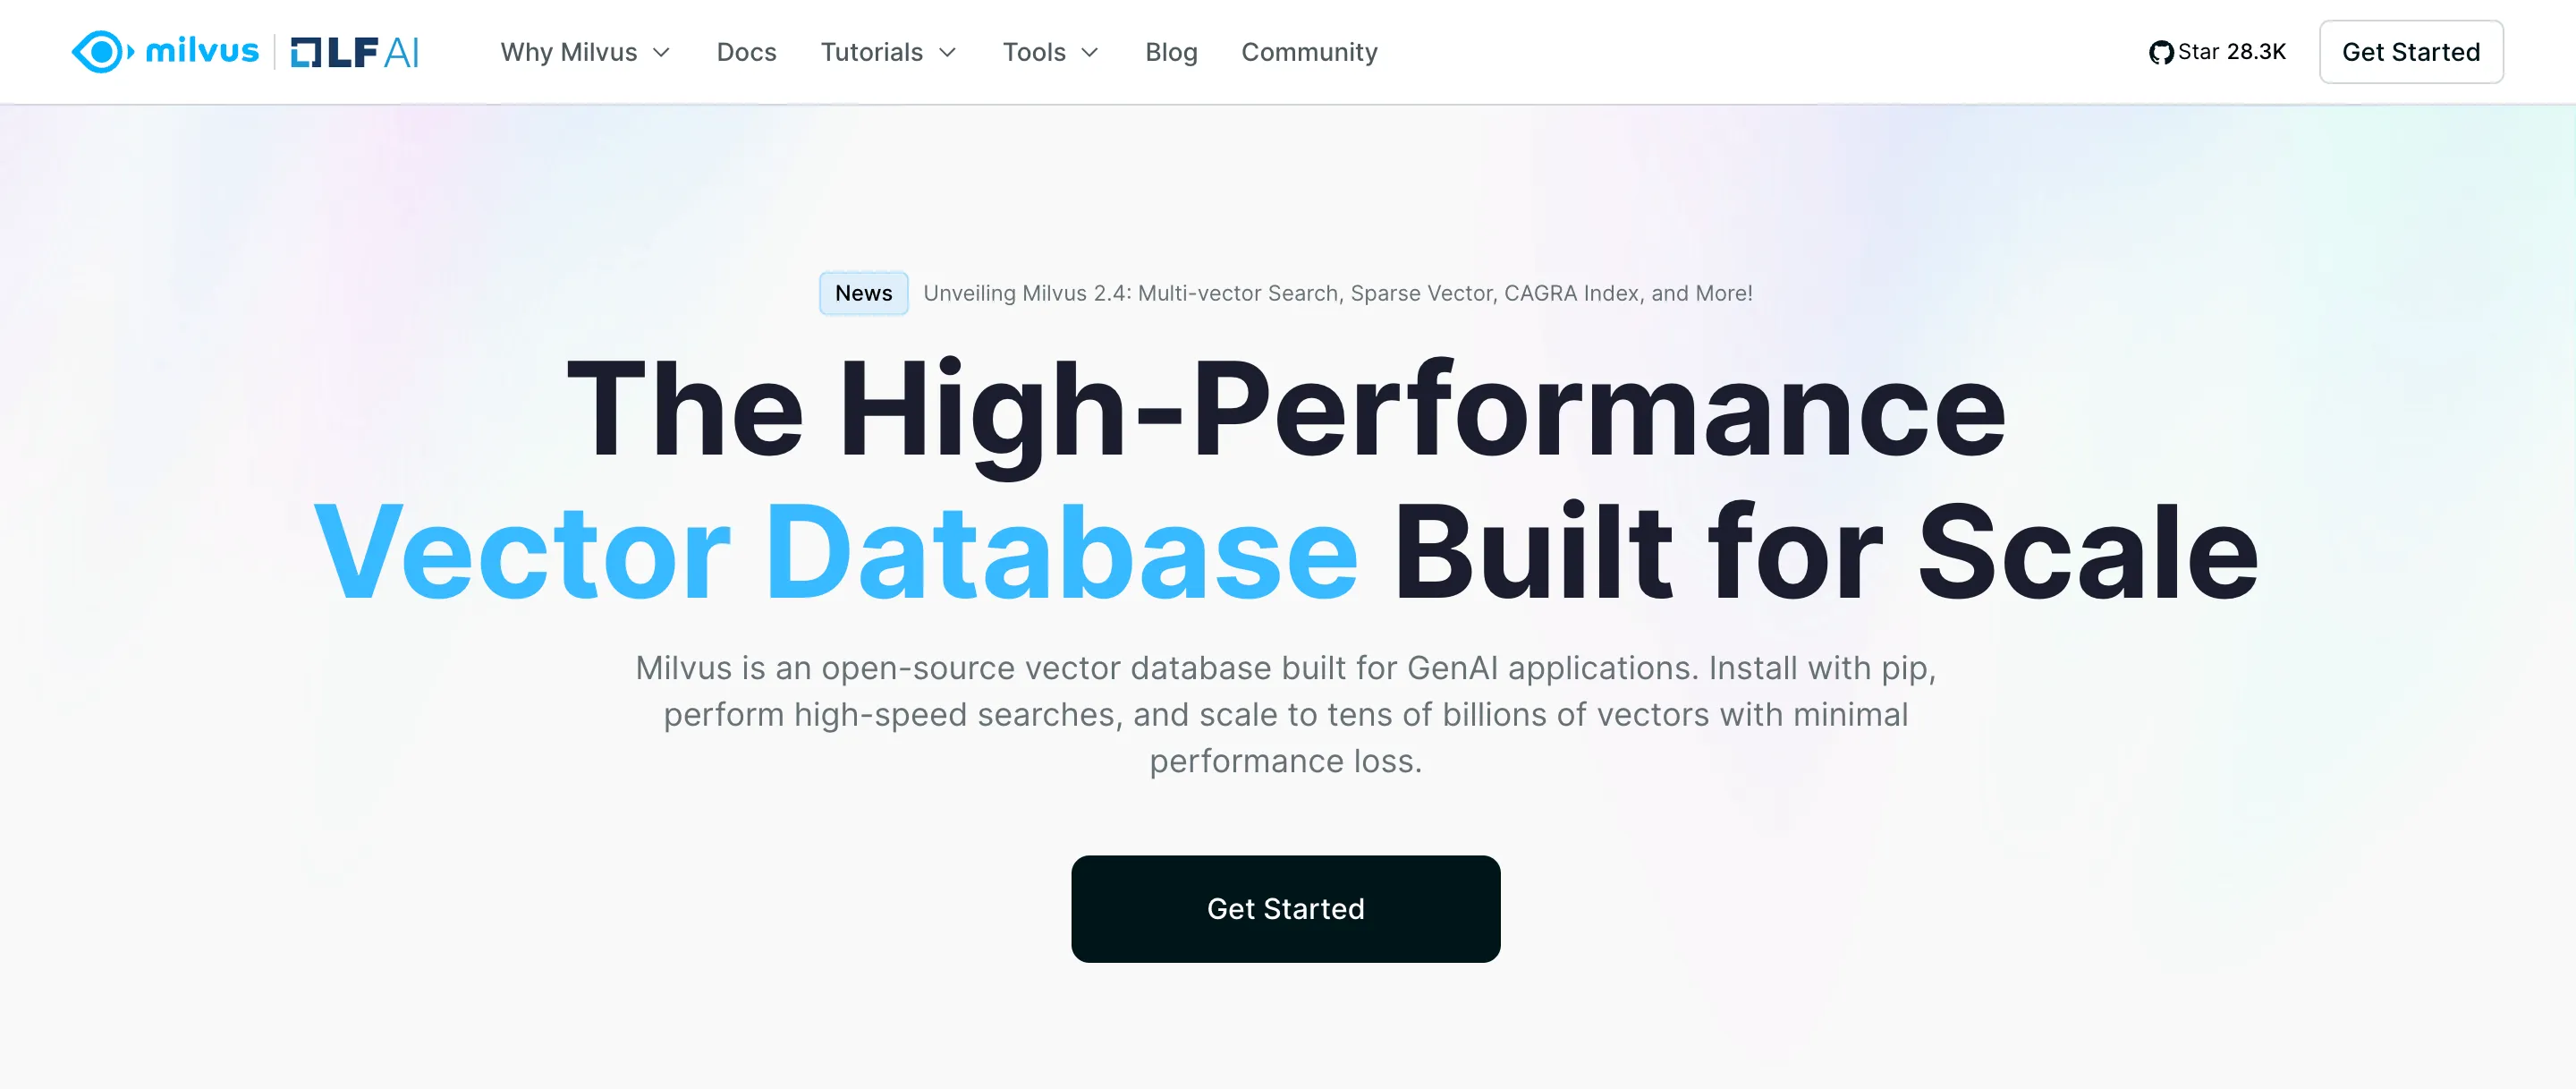 milvus LF AI Why Milvus Docs Tutorials Tools Blog Community Star 28.3K Get Started
News Unveiling Milvus 2.4: Multi-vector Search, Sparse Vector, CAGRA Index, and More!
The High-Performance
Vector Database Built for Scale
Milvus is an open-source vector database built for GenAI applications. Install with pip,
perform high-speed searches, and scale to tens of billions of vectors with minimal
performance loss.
Get Started